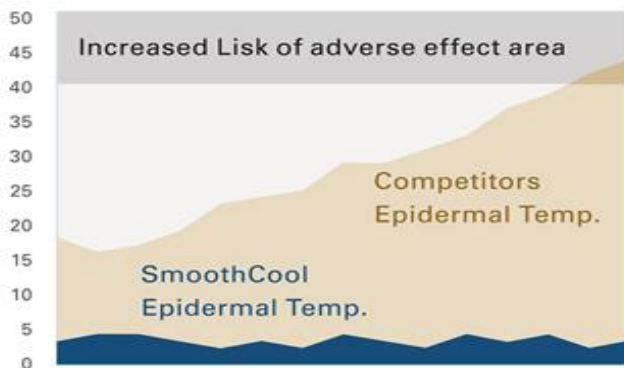 50
Increased Lisk of adverse effect area
45
40
35
30
25
Competitors
Epidermal Temp.
20
15
SmoothCool
Epidermal Temp.
10
5
0